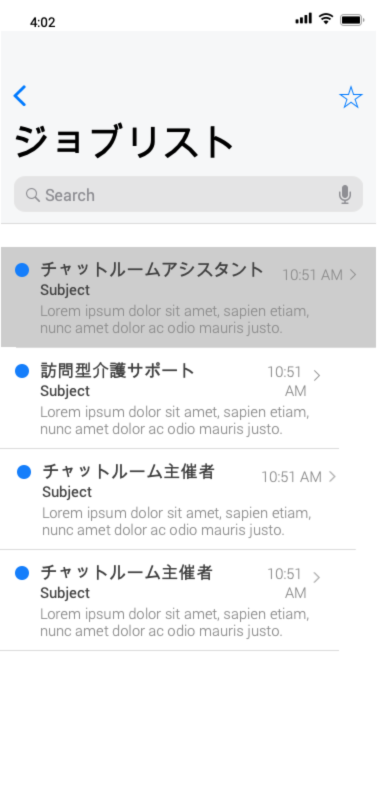 4:02
ジョブリスト
Search
チャットルームアシスタント 10:51 AM
Subject
Lorem ipsum dolor sit amet, sapien etiam,
nunc amet dolor ac odio mauris justo.
訪問型介護サポート 10:51
AM
Subject
Lorem ipsum dolor sit amet, sapien etiam,
nunc amet dolor ac odio mauris justo.
チャットルーム主催者 10:51 AM
Subject
Lorem ipsum dolor sit amet, sapien etiam,
nunc amet dolor ac odio mauris justo.
チャットルーム主催者 10:51
AM
Subject
Lorem ipsum dolor sit amet, sapien etiam,
nunc amet dolor ac odio mauris justo.